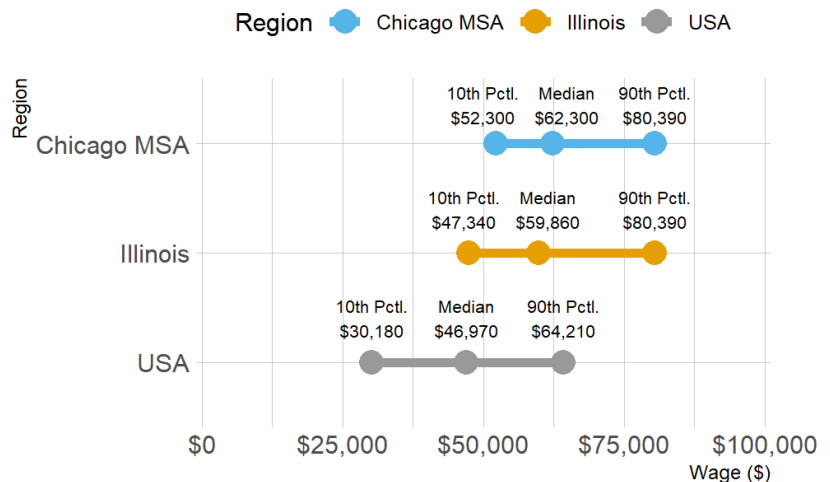 Region Chicago MSA Illinois USA
Region
10th Pctl. Median 90th Pctl.
$52,300 $62,300 $80,390
Chicago MSA
10th Pctl. Median 90th Pctl.
$47,340 $59,860 $80,390
Illinois
10th Pctl. Median 90th Pctl.
$30,180 $46,970 $64,210
USA
$0 $25,000 $50,000 $75,000 $100,000
Wage ($)